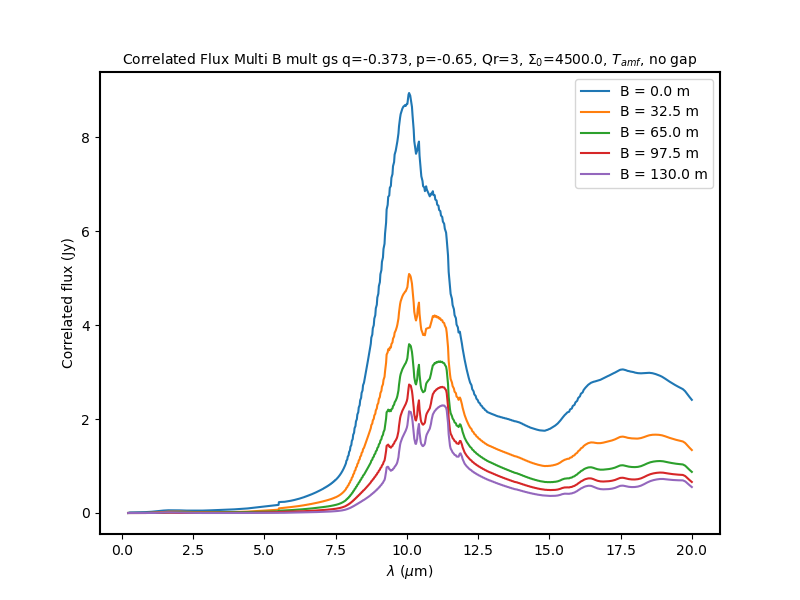 Correlated Flux Multi B mult gs q=-0.373, p=-0.65, Qr=3, Σ₀=4500.0, T_amf, no gap
B = 0.0 m
B = 32.5 m
B = 65.0 m
B = 97.5 m
B = 130.0 m
Correlated flux (Jy)
8
6
4
2
0
0.0 2.5 5.0 7.5 10.0 12.5 15.0 17.5 20.0
λ (μm)